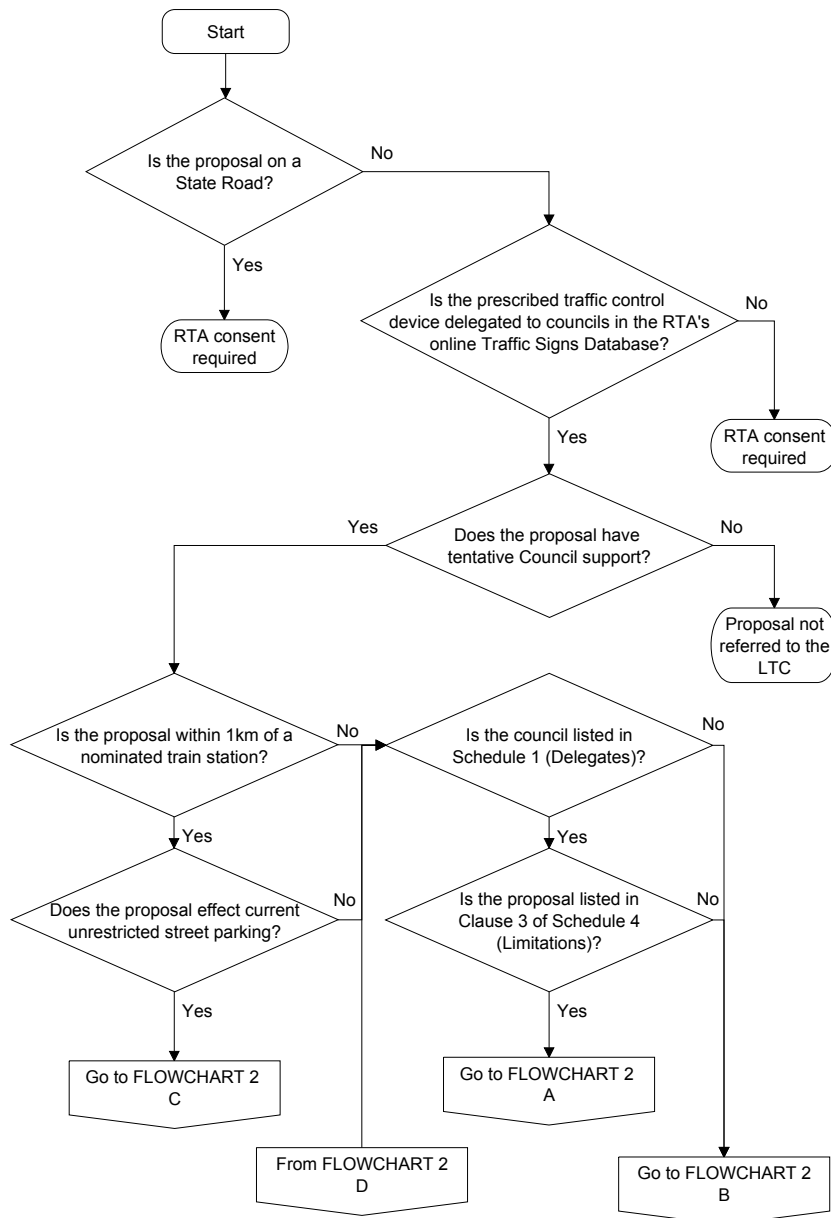 Start
Is the proposal on a
State Road?
No
Yes
RTA consent
required
Is the prescribed traffic control
device delegated to councils in the RTA's
online Traffic Signs Database?
No
Yes
RTA consent
required
Does the proposal have
tentative Council support?
Yes
No
Proposal not
referred to the
LTC
Is the proposal within 1km of a
nominated train station?
No
Yes
Is the council listed in
Schedule 1 (Delegates)?
No
Yes
Does the proposal effect current
unrestricted street parking?
No
Yes
Is the proposal listed in
Clause 3 of Schedule 4
(Limitations)?
No
Yes
Go to FLOWCHART 2
C
Go to FLOWCHART 2
A
From FLOWCHART 2
D
Go to FLOWCHART 2
B